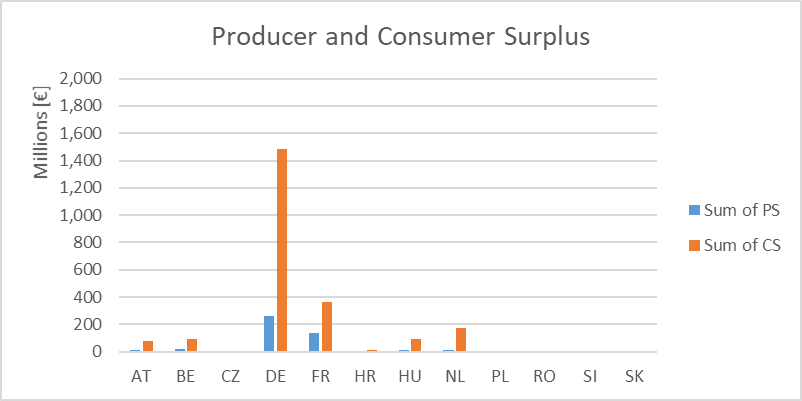 Producer and Consumer Surplus
Millions [€]
2,000
1,800
1,600
1,400
1,200
1,000
800
600
400
200
0
AT BE CZ DE FR HR HU NL PL RO SI SK
Sum of PS
Sum of CS